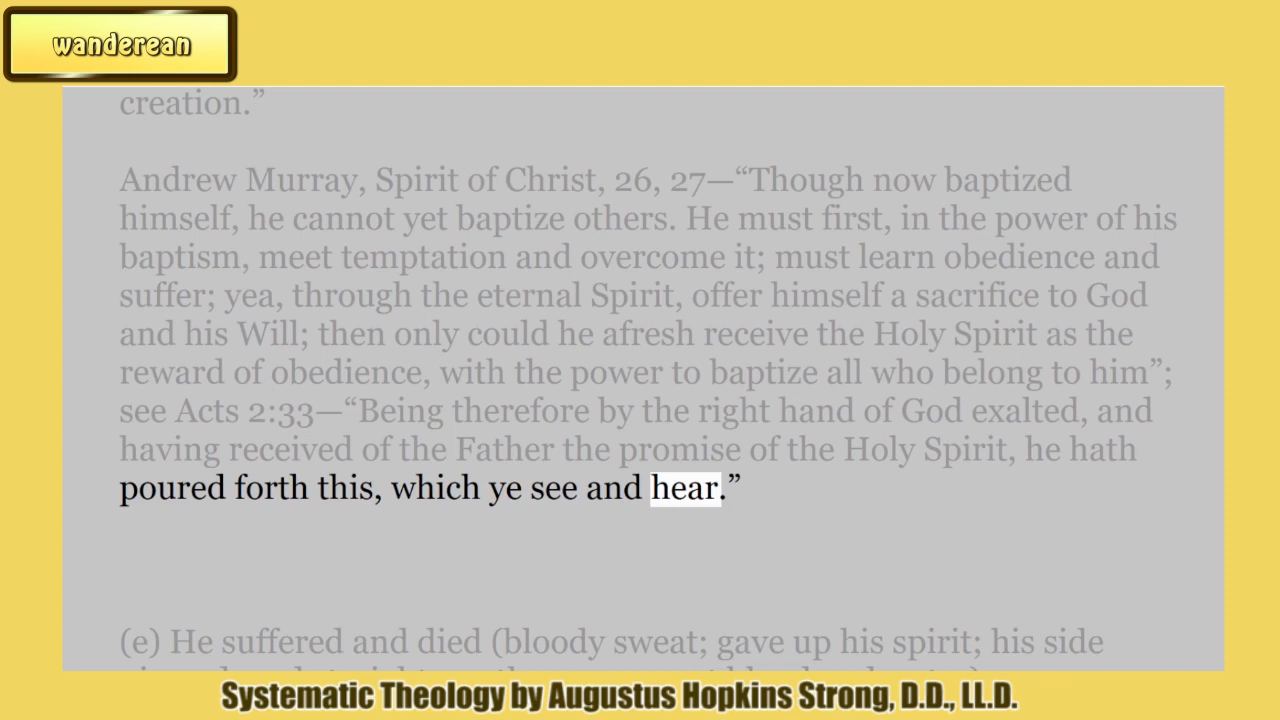 wanderean
creation.”
Andrew Murray, Spirit of Christ, 26, 27—“Though now baptized
himself, he cannot yet baptize others. He must first, in the power of his
baptism, meet temptation and overcome it; must learn obedience and
suffer; yea, through the eternal Spirit, offer himself a sacrifice to God
and his Will; then only could he afresh receive the Holy Spirit as the
reward of obedience, with the power to baptize all who belong to him”;
see Acts 2:33—“Being therefore by the right hand of God exalted, and
having received of the Father the promise of the Holy Spirit, he hath
poured forth this, which ye see and hear.”
(e) He suffered and died (bloody sweat; gave up his spirit; his side
Systematic Theology by Augustus Hopkins Strong, D.D., LL.D.